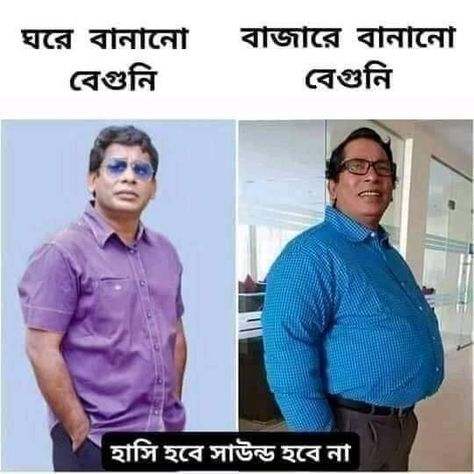 ঘরে বানানো
বেগুনি
বাজারে বানানো
বেগুনি
হাসি হবে সাউন্ড হবে না